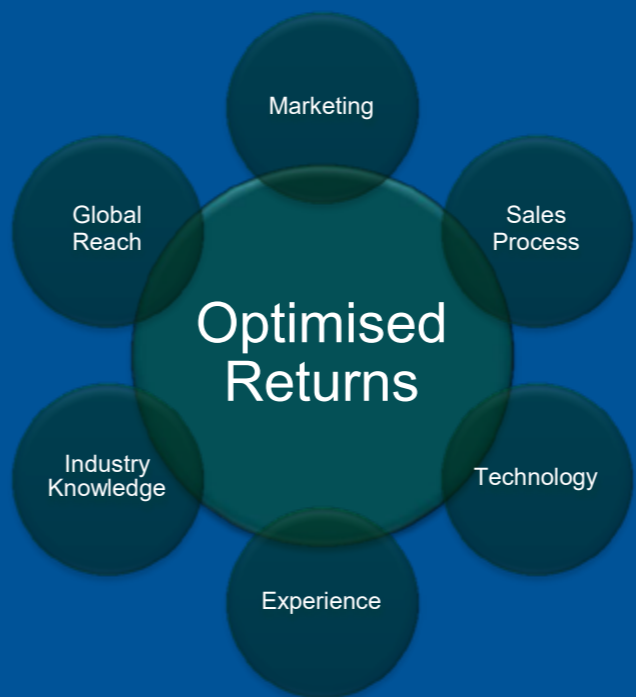 Marketing
Global
Reach
Sales
Process
Optimised
Returns
Industry
Knowledge
Technology
Experience